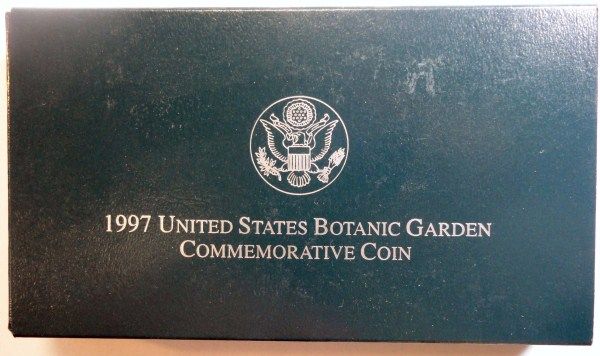 1997 UNITED STATES BOTANIC GARDEN
COMMEMORATIVE COIN